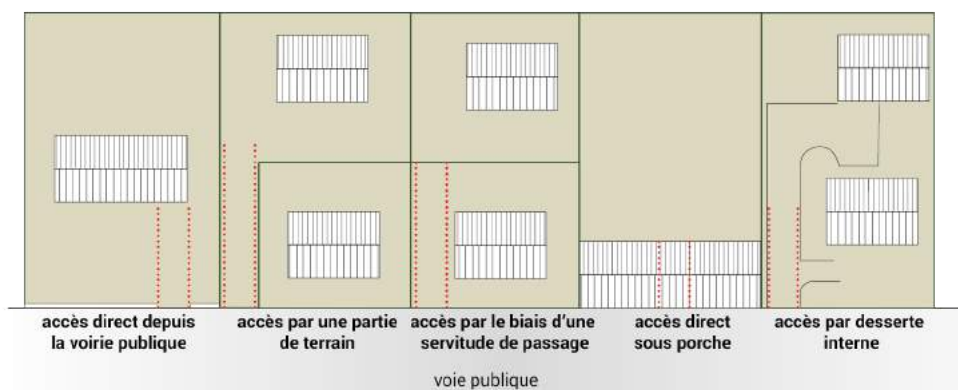 accès direct depuis
la voirie publique
accès par une partie
de terrain
accès par le biais d'une
servitude de passage
accès direct
sous porche
accès par desserte
interne
voie publique